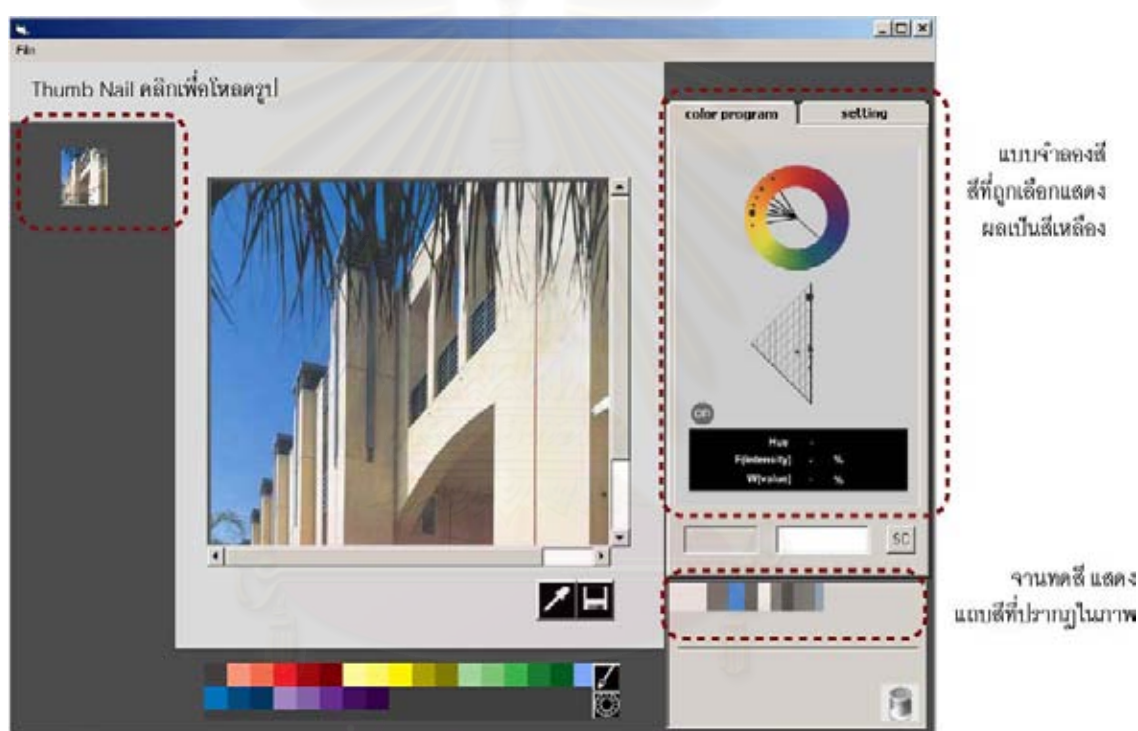 File
Thumb Nail คลิกเพื่อโหลดรูป
color program
setting
แบบจำลองสี
สีที่ถูกเลือกแสดง
ผลเป็นสีเหลือง
on
Huy -
F(intensity) - %
W(value) - %
SC
จานทดสี แสดง
แถบสีที่ปรากฏในภาพ